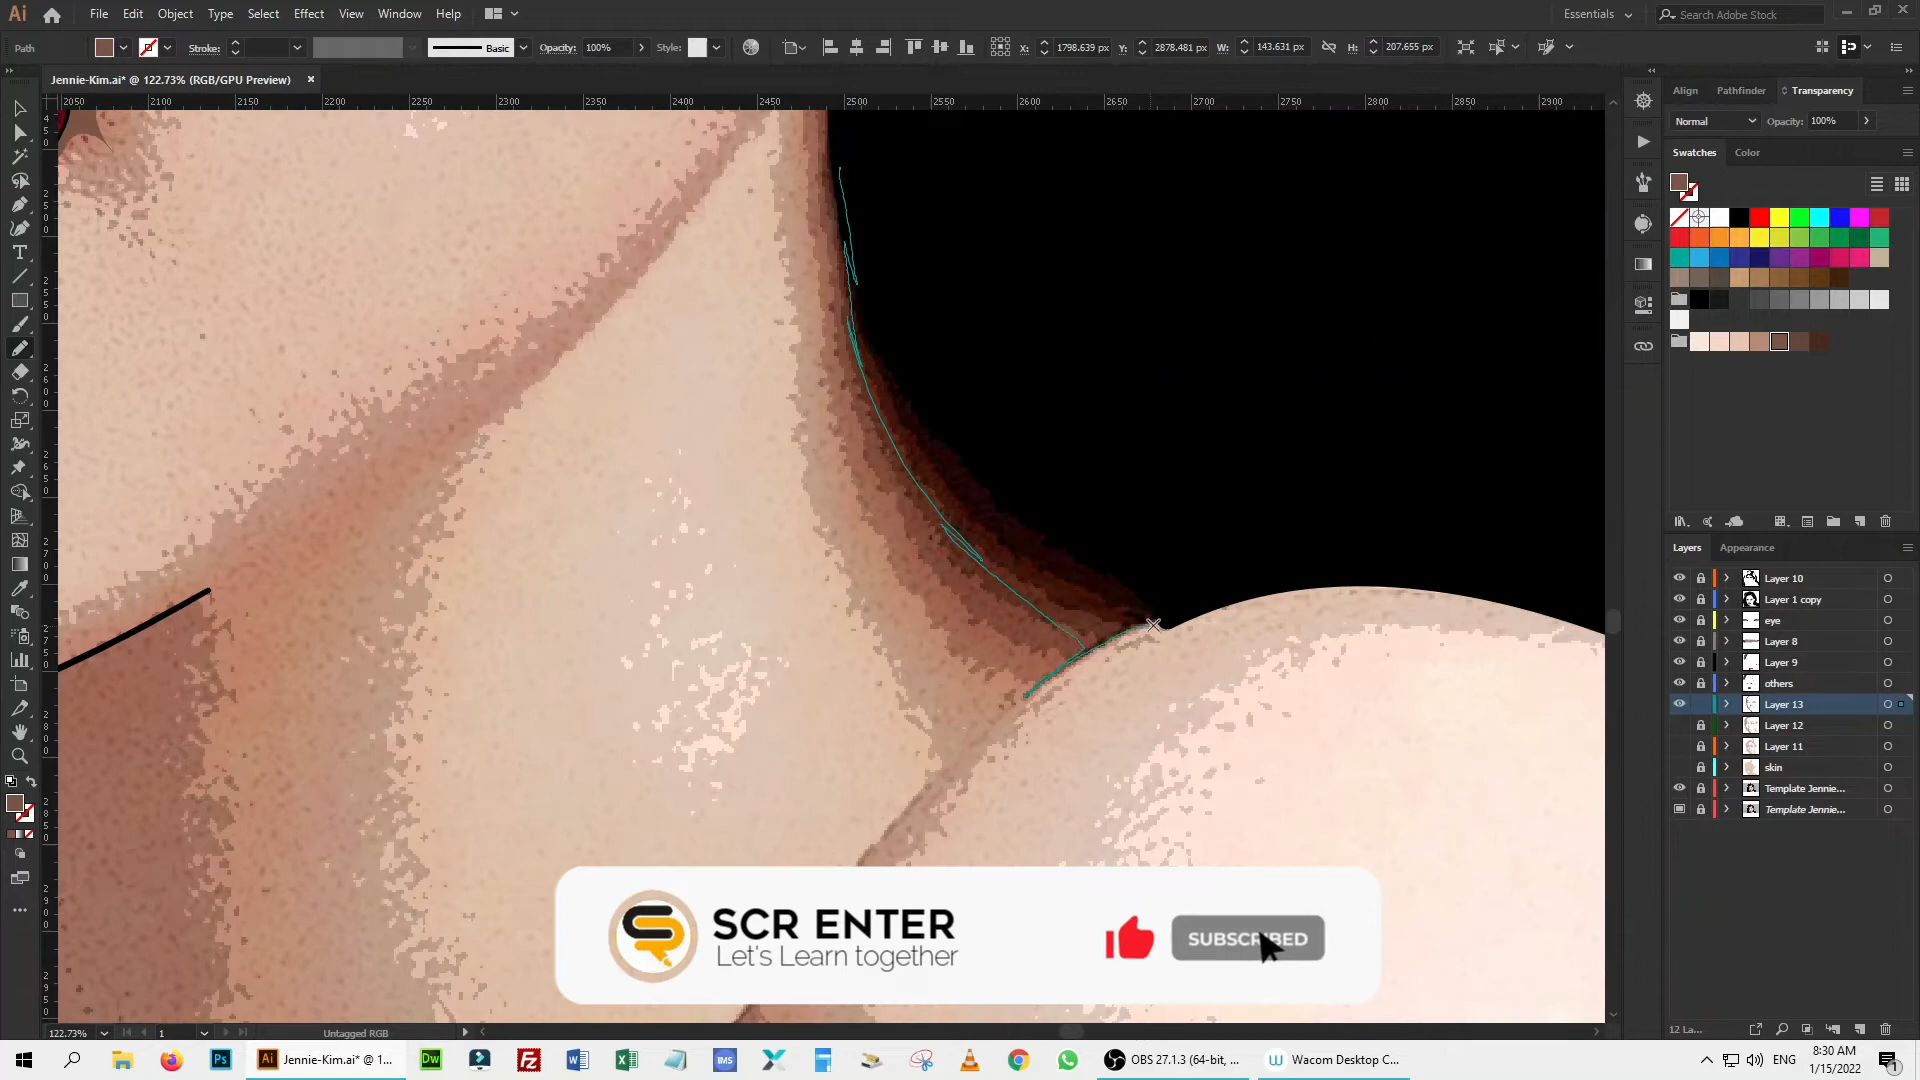 Ai File Edit Object Type Select Effect View Window Help Essentials Search Adobe Stock
Path Stroke: Basic Opacity: 100% Style: X: 1798.639 px Y: 2878.481 px W: 143.631 px H: 207.655 px
Jennie-Kim.ai* @ 122.73% (RGB/GPU Preview)
2050 2100 2150 2200 2250 2300 2350 2400 2450 2500 2550 2600 2650 2700 2750 2800 2850 2900
Align Pathfinder Transparency
Normal Opacity: 100%
Swatches Color
Layers Appearance
Layer 10
Layer 1 copy
eye
Layer 8
Layer 9
others
Layer 13
Layer 12
Layer 11
skin
Template Jennie...
Template Jennie...
SCR ENTER
Let's Learn together
SUBSCRIBED
122.73% 1 Untagged RGB 12 La...
Ps Ai Jennie-Kim.ai* @ 1... Dw IMS OBS 27.1.3 (64-bit, ... Wacom Desktop C... ENG 8:30 AM
1/15/2022